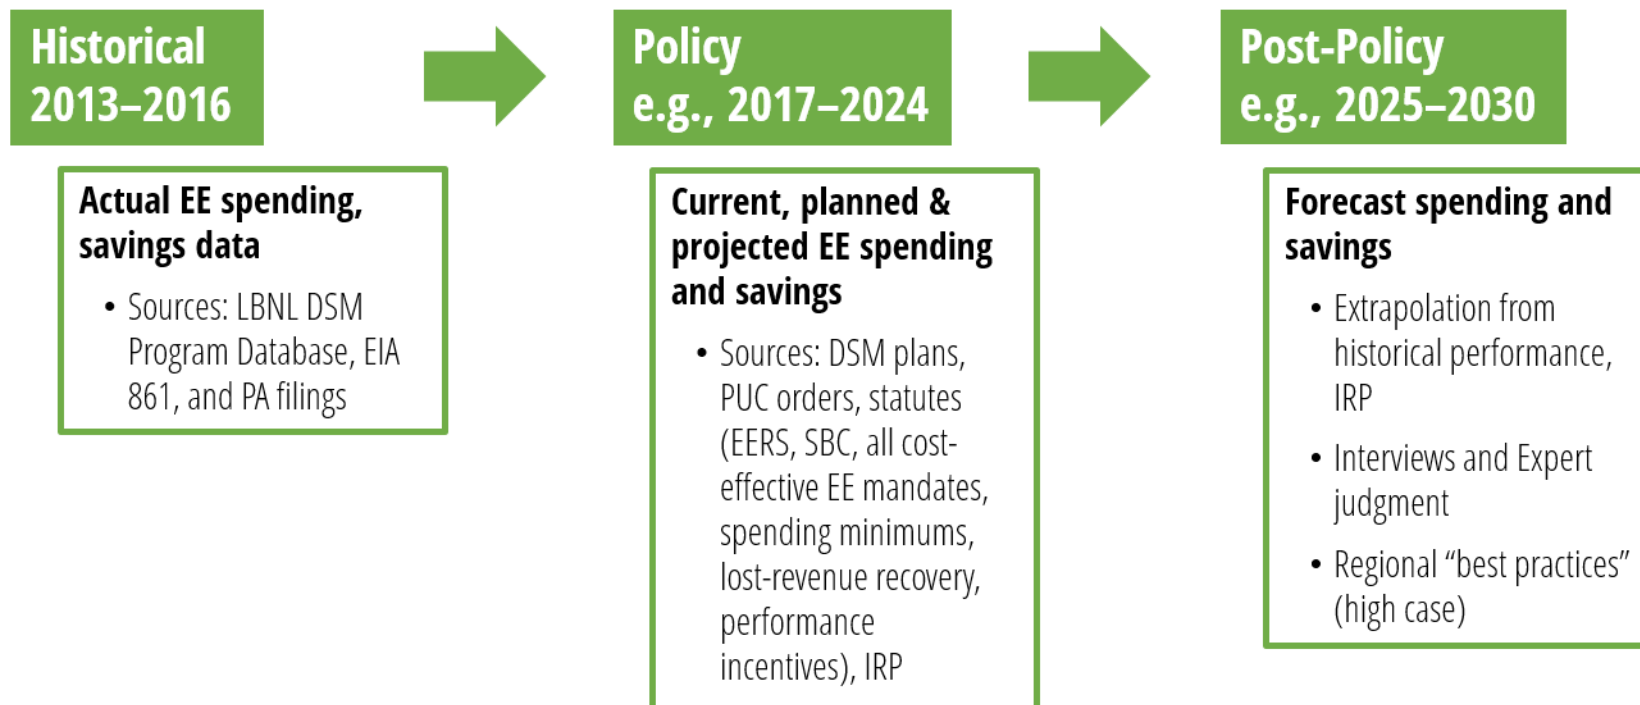 Historical
2013–2016
Policy
e.g., 2017–2024
Post-Policy
e.g., 2025–2030
Actual EE spending,
savings data
• Sources: LBNL DSM
Program Database, EIA
861, and PA filings
Current, planned &
projected EE spending
and savings
• Sources: DSM plans,
PUC orders, statutes
(EERS, SBC, all cost-
effective EE mandates,
spending minimums,
lost-revenue recovery,
performance
incentives), IRP
Forecast spending and
savings
• Extrapolation from
historical performance,
IRP
• Interviews and Expert
judgment
• Regional “best practices”
(high case)